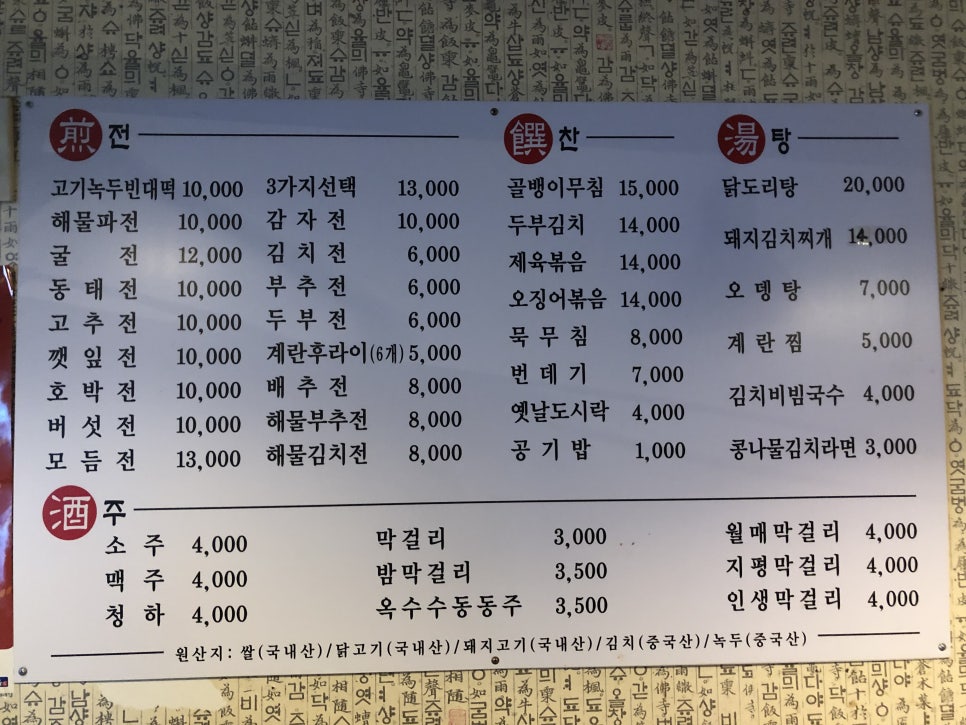 煎 전
고기녹두빈대떡 10,000
해물파전 10,000
굴 전 12,000
동태전 10,000
고추전 10,000
깻잎전 10,000
호박전 10,000
버섯전 10,000
모듬전 13,000
3가지선택 13,000
감자전 10,000
김치전 6,000
부추전 6,000
두부전 6,000
계란후라이(6개) 5,000
배추전 8,000
해물부추전 8,000
해물김치전 8,000
饌 찬
골뱅이무침 15,000
두부김치 14,000
제육볶음 14,000
오징어볶음 14,000
묵무침 8,000
번데기 7,000
옛날도시락 4,000
공기밥 1,000
湯 탕
닭도리탕 20,000
돼지김치찌개 14,000
오뎅탕 7,000
계란찜 5,000
김치비빔국수 4,000
콩나물김치라면 3,000
酒 주
소주 4,000
맥주 4,000
청하 4,000
막걸리 3,000
밤막걸리 3,500
옥수수동동주 3,500
월매막걸리 4,000
지평막걸리 4,000
인생막걸리 4,000
원산지: 쌀(국내산)/닭고기(국내산)/돼지고기(국내산)/김치(중국산)/녹두(중국산)